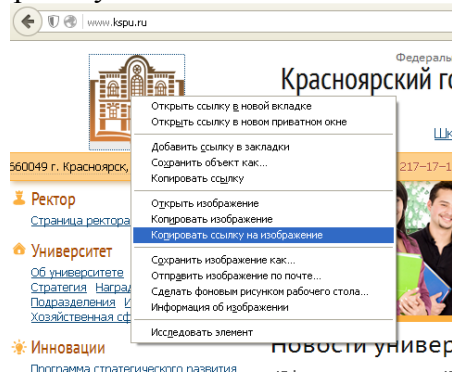 www.kspu.ru
Федераль
Красноярский го
Открыть ссылку в новой вкладке
Открыть ссылку в новом приватном окне
Шк
Добавить ссылку в закладки
Сохранить объект как...
Копировать ссылку
660049 г. Красноярск,
217-17-1
Открыть изображение
Копировать изображение
Копировать ссылку на изображение
Сохранить изображение как...
Отправить изображение по почте...
Сделать фоновым рисунком рабочего стола...
Информация об изображении
Исследовать элемент
Ректор
Страница ректора
Университет
Об университете
Стратегия Наград
Подразделения И
Хозяйственная сф
Инновации
Программа стратегического развития
Новости универ